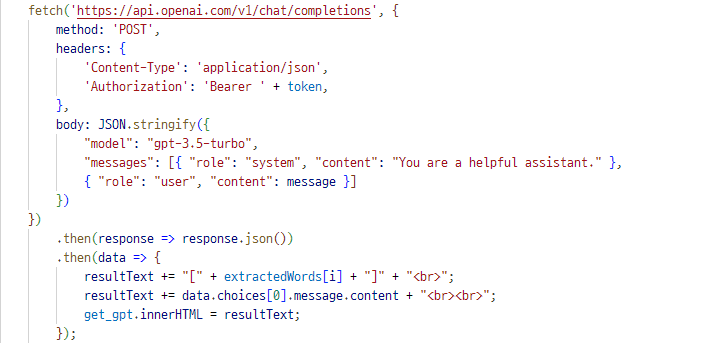 fetch('https://api.openai.com/v1/chat/completions', {
    method: 'POST',
    headers: {
        'Content-Type': 'application/json',
        'Authorization': 'Bearer ' + token,
    },
    body: JSON.stringify({
        "model": "gpt-3.5-turbo",
        "messages": [{ "role": "system", "content": "You are a helpful assistant." },
        { "role": "user", "content": message }]
    })
})
    .then(response => response.json())
    .then(data => {
        resultText += "[" + extractedWords[i] + "]" + "<br>";
        resultText += data.choices[0].message.content + "<br><br>";
        get_gpt.innerHTML = resultText;
    });